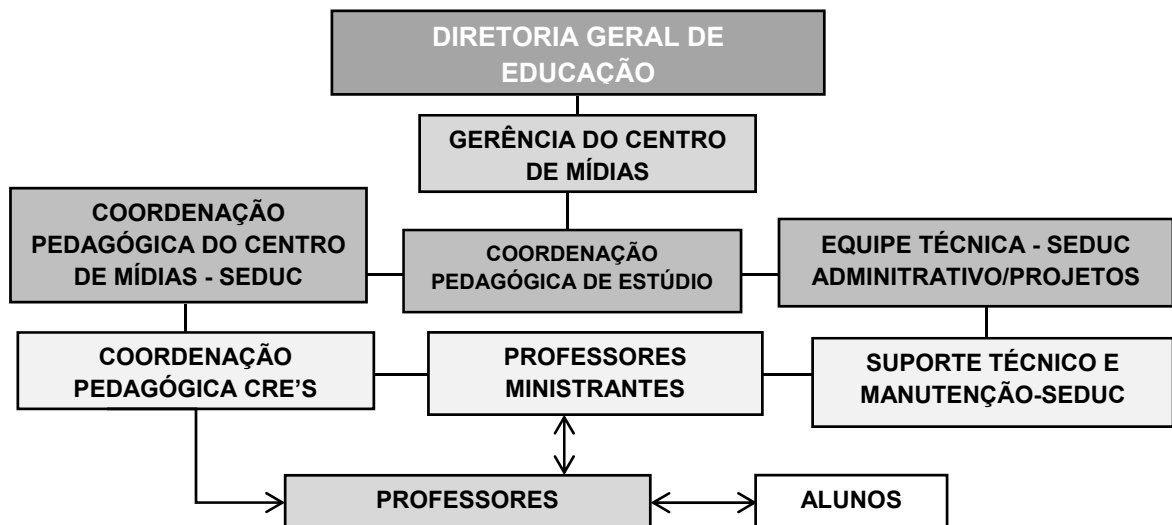 DIRETORIA GERAL DE
EDUCAÇÃO
GERÊNCIA DO CENTRO
DE MÍDIAS
COORDENAÇÃO
PEDAGÓGICA DO CENTRO
DE MÍDIAS - SEDUC
COORDENAÇÃO
PEDAGÓGICA DE ESTÚDIO
EQUIPE TÉCNICA - SEDUC
ADMINITRATIVO/PROJETOS
COORDENAÇÃO
PEDAGÓGICA CRE’S
PROFESSORES
MINISTRANTES
SUPORTE TÉCNICO E
MANUTENÇÃO-SEDUC
PROFESSORES
ALUNOS